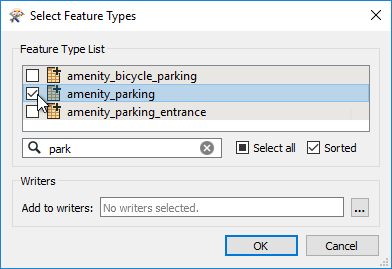 Select Feature Types
Feature Type List
amenity_bicycle_parking
amenity_parking
amenity_parking_entrance
park
Select all
Sorted
Writers
Add to writers:
No writers selected.
...
OK
Cancel